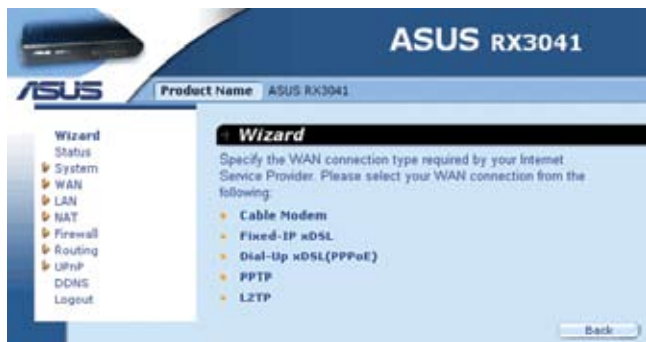 ASUS RX3041
ASUS
Product Name ASUS RX3041
Wizard
Status
System
WAN
LAN
NAT
Firewall
Routing
UPnP
DDNS
Logout
Wizard
Specify the WAN connection type required by your Internet
Service Provider. Please select your WAN connection from the
following:
Cable Modem
Fixed-IP xDSL
Dial-Up xDSL(PPPoE)
PPTP
L2TP
Back